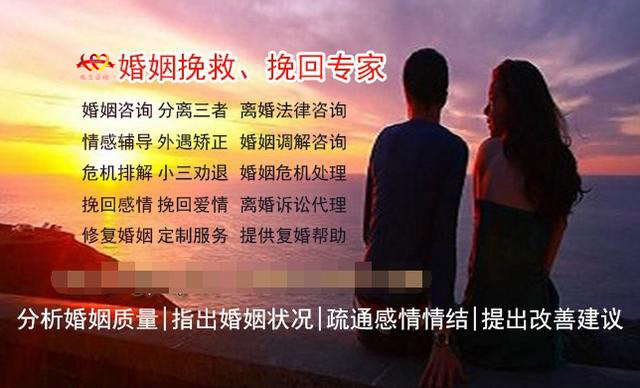 婚姻挽救、挽回专家
婚姻咨询 分离三者 离婚法律咨询
情感辅导 外遇矫正 婚姻调解咨询
危机排解 小三劝退 婚姻危机处理
挽回感情 挽回爱情 离婚诉讼代理
修复婚姻 定制服务 提供复婚帮助
分析婚姻质量|指出婚姻状况|疏通感情情结|提出改善建议